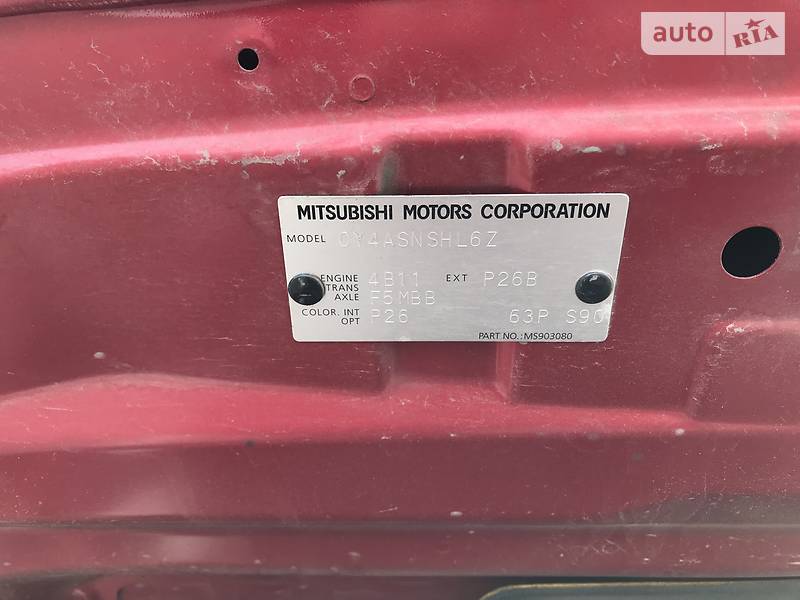 auto RIA
MITSUBISHI MOTORS CORPORATION
MODEL CY4ASNSHL6Z
ENGINE 4B11 EXT P26B
TRANS AXLE F5MBB
COLOR. INT P26 63P S90
OPT
PART NO.: MS903080